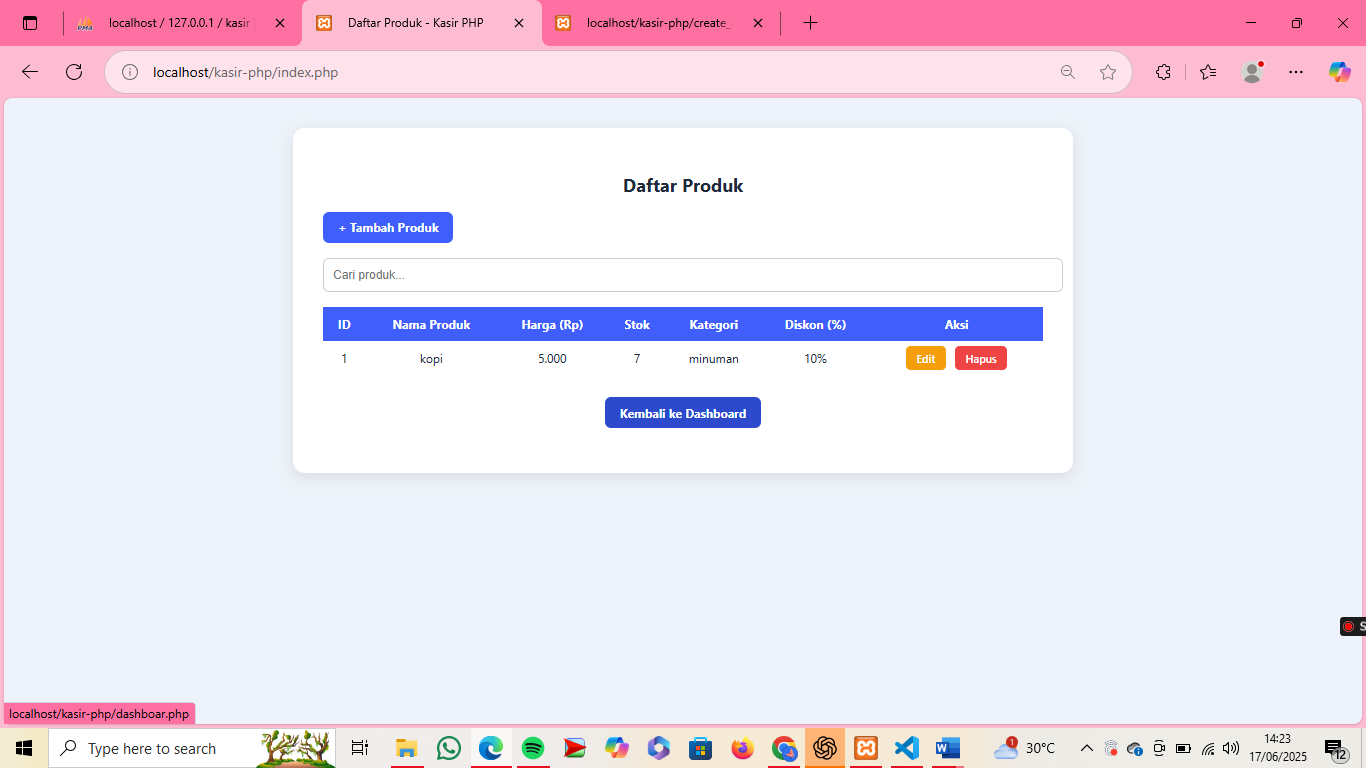 localhost / 127.0.0.1 / kasir
Daftar Produk - Kasir PHP
localhost/kasir-php/create_
localhost/kasir-php/index.php
Daftar Produk
+ Tambah Produk
Cari produk...
ID Nama Produk Harga (Rp) Stok Kategori Diskon (%) Aksi
1 kopi 5.000 7 minuman 10% Edit Hapus
Kembali ke Dashboard
S
localhost/kasir-php/dashboar.php
Type here to search
1
30°C
14:23
17/06/2025
12